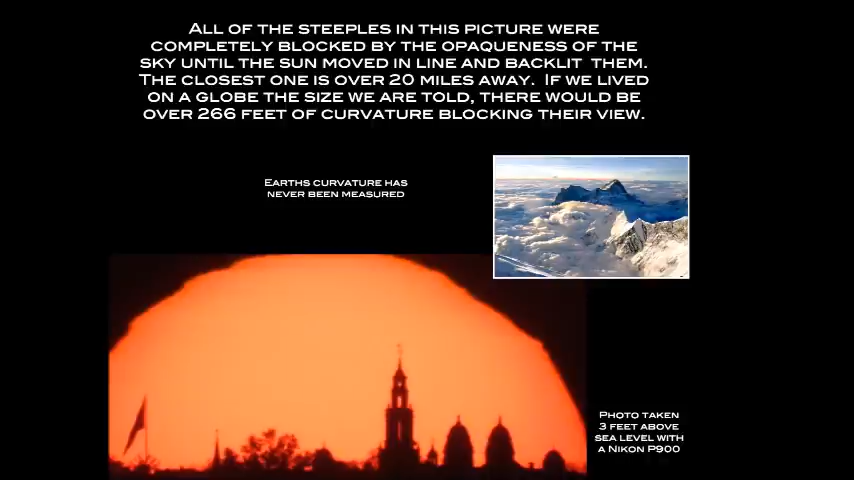 ALL OF THE STEEPLES IN THIS PICTURE WERE
COMPLETELY BLOCKED BY THE OPAQUENESS OF THE
SKY UNTIL THE SUN MOVED IN LINE AND BACKLIT THEM.
THE CLOSEST ONE IS OVER 20 MILES AWAY. IF WE LIVED
ON A GLOBE THE SIZE WE ARE TOLD, THERE WOULD BE
OVER 266 FEET OF CURVATURE BLOCKING THEIR VIEW.
EARTHS CURVATURE HAS
NEVER BEEN MEASURED
PHOTO TAKEN
3 FEET ABOVE
SEA LEVEL WITH
A NIKON P900